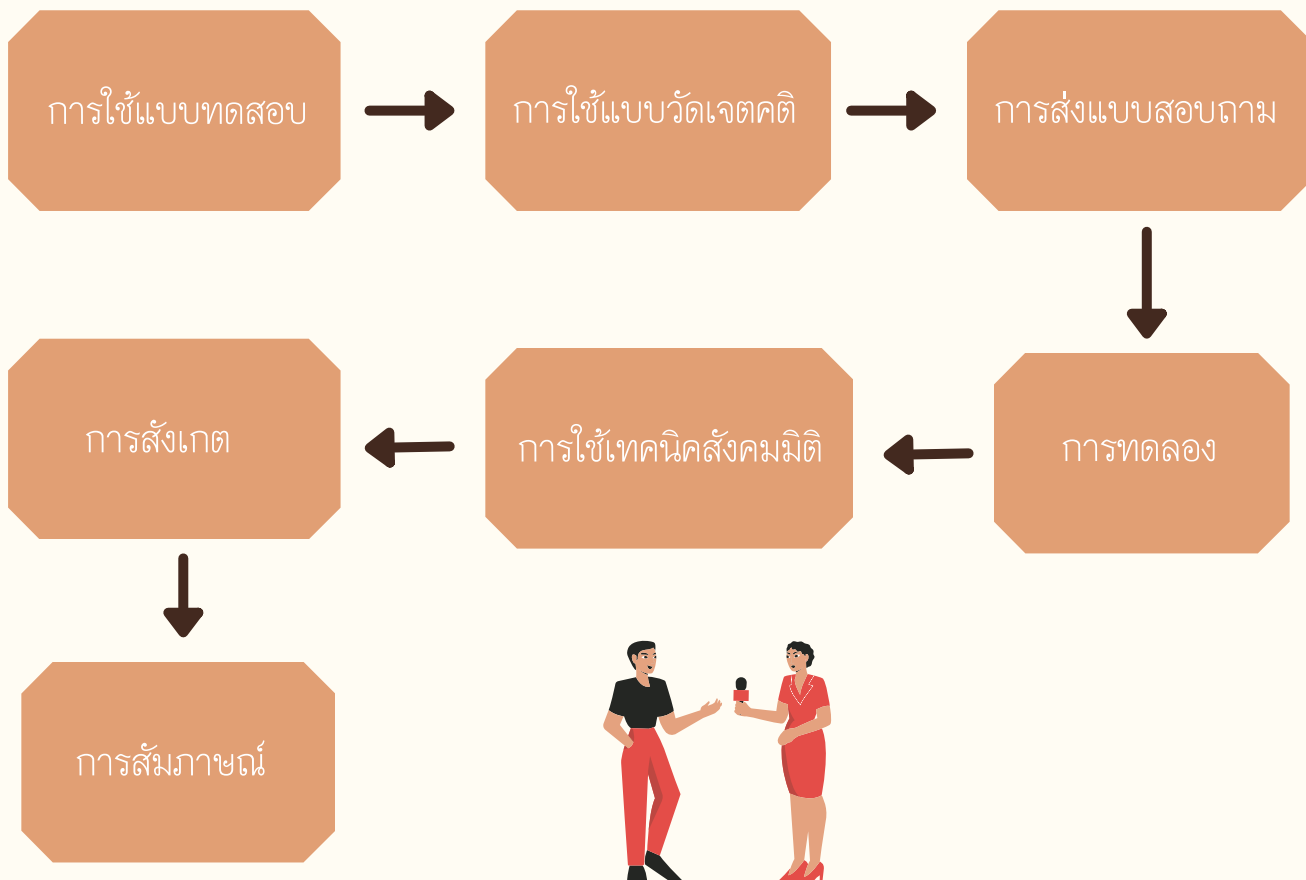 การใช้แบบทดสอบ
การใช้แบบวัดเจตคติ
การส่งแบบสอบถาม
การทดลอง
การใช้เทคนิคสังคมมิติ
การสังเกต
การสัมภาษณ์